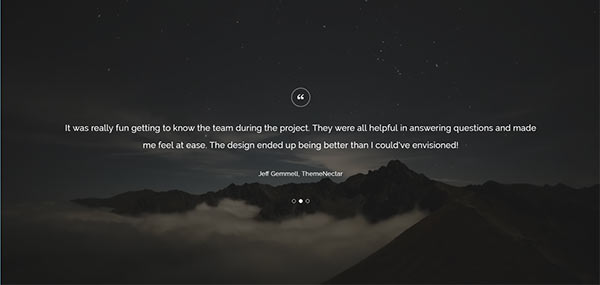 “
It was really fun getting to know the team during the project. They were all helpful in answering questions and made
me feel at ease. The design ended up being better than I could've envisioned!
Jeff Gemmell, ThemeNectar